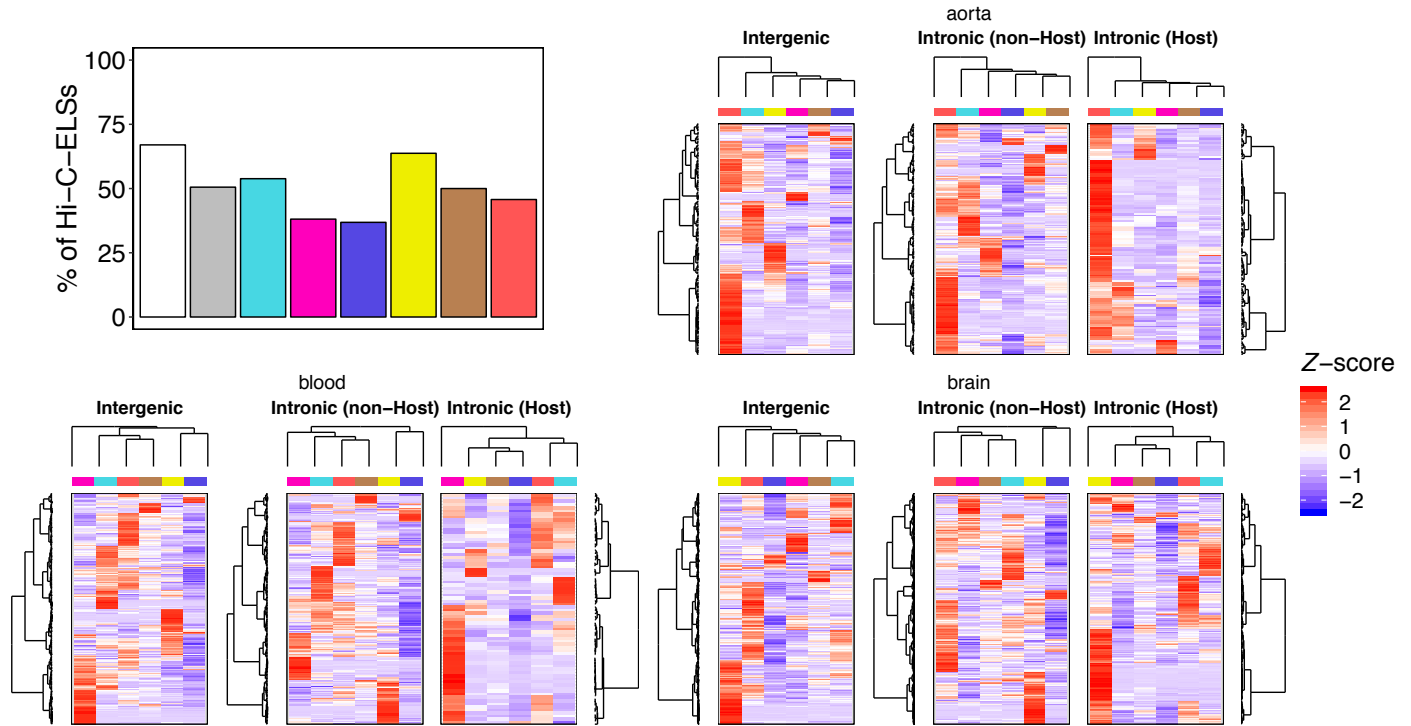 % of Hi-C-ELSs
100
75
50
25
0
aorta
Intergenic
Intronic (non-Host)
Intronic (Host)
blood
Intergenic
Intronic (non-Host)
Intronic (Host)
brain
Intergenic
Intronic (non-Host)
Intronic (Host)
Z-score
2
1
0
-1
-2